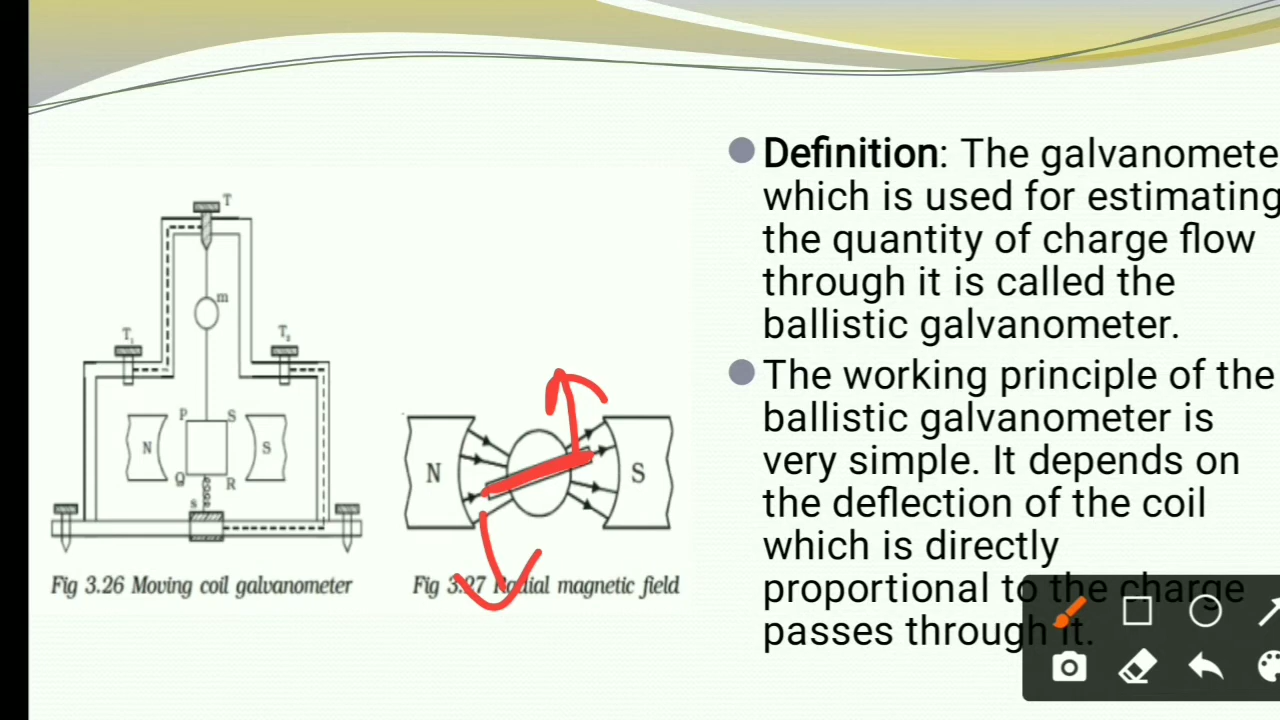 T
m
T₁
T₂
P
S
N
S
Q
R
s
Fig 3.26 Moving coil galvanometer
N
S
Fig 3.27 Radial magnetic field
Definition: The galvanomete
which is used for estimating
the quantity of charge flow
through it is called the
ballistic galvanometer.
The working principle of the
ballistic galvanometer is
very simple. It depends on
the deflection of the coil
which is directly
proportional to the charge
passes through it.